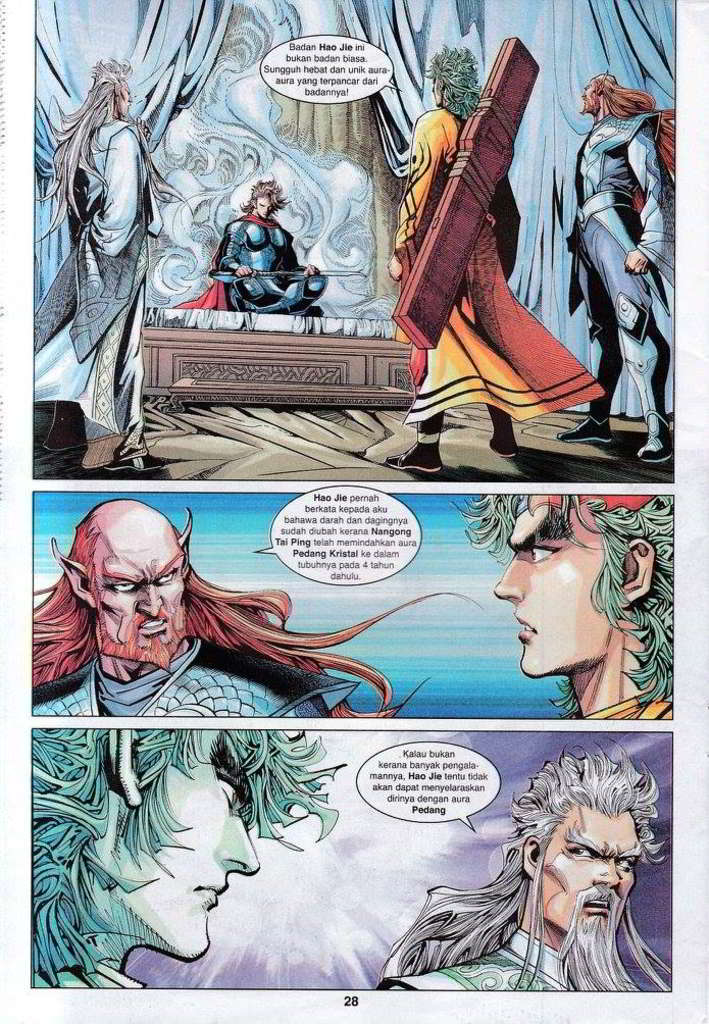 Badan Hao Jie ini
bukan badan biasa.
Sungguh hebat dan unik aura-
aura yang terpancar dari
badannya!
Hao Jie pernah
berkata kepada aku
bahawa darah dan dagingnya
sudah diubah kerana Nangong
Tai Ping telah memindahkan aura
Pedang Kristal ke dalam
tubuhnya pada 4 tahun
dahulu.
Kalau bukan
kerana banyak pengala-
mannya, Hao Jie tentu tidak
akan dapat menyelaraskan
dirinya dengan aura
Pedang
28